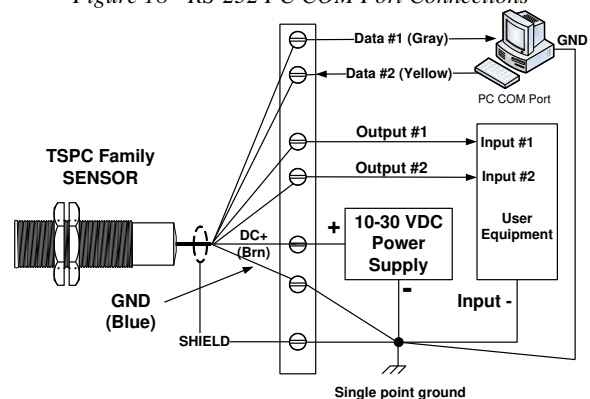 Figure 18 - RS-232 PC COM Port Connections
Data #1 (Gray)
GND
Data #2 (Yellow)
PC COM Port
Output #1
Input #1
TSPC Family
SENSOR
Output #2
Input #2
User
Equipment
DC+
(Brn)
+
10-30 VDC
Power
Supply
-
GND
(Blue)
Input -
SHIELD
Single point ground